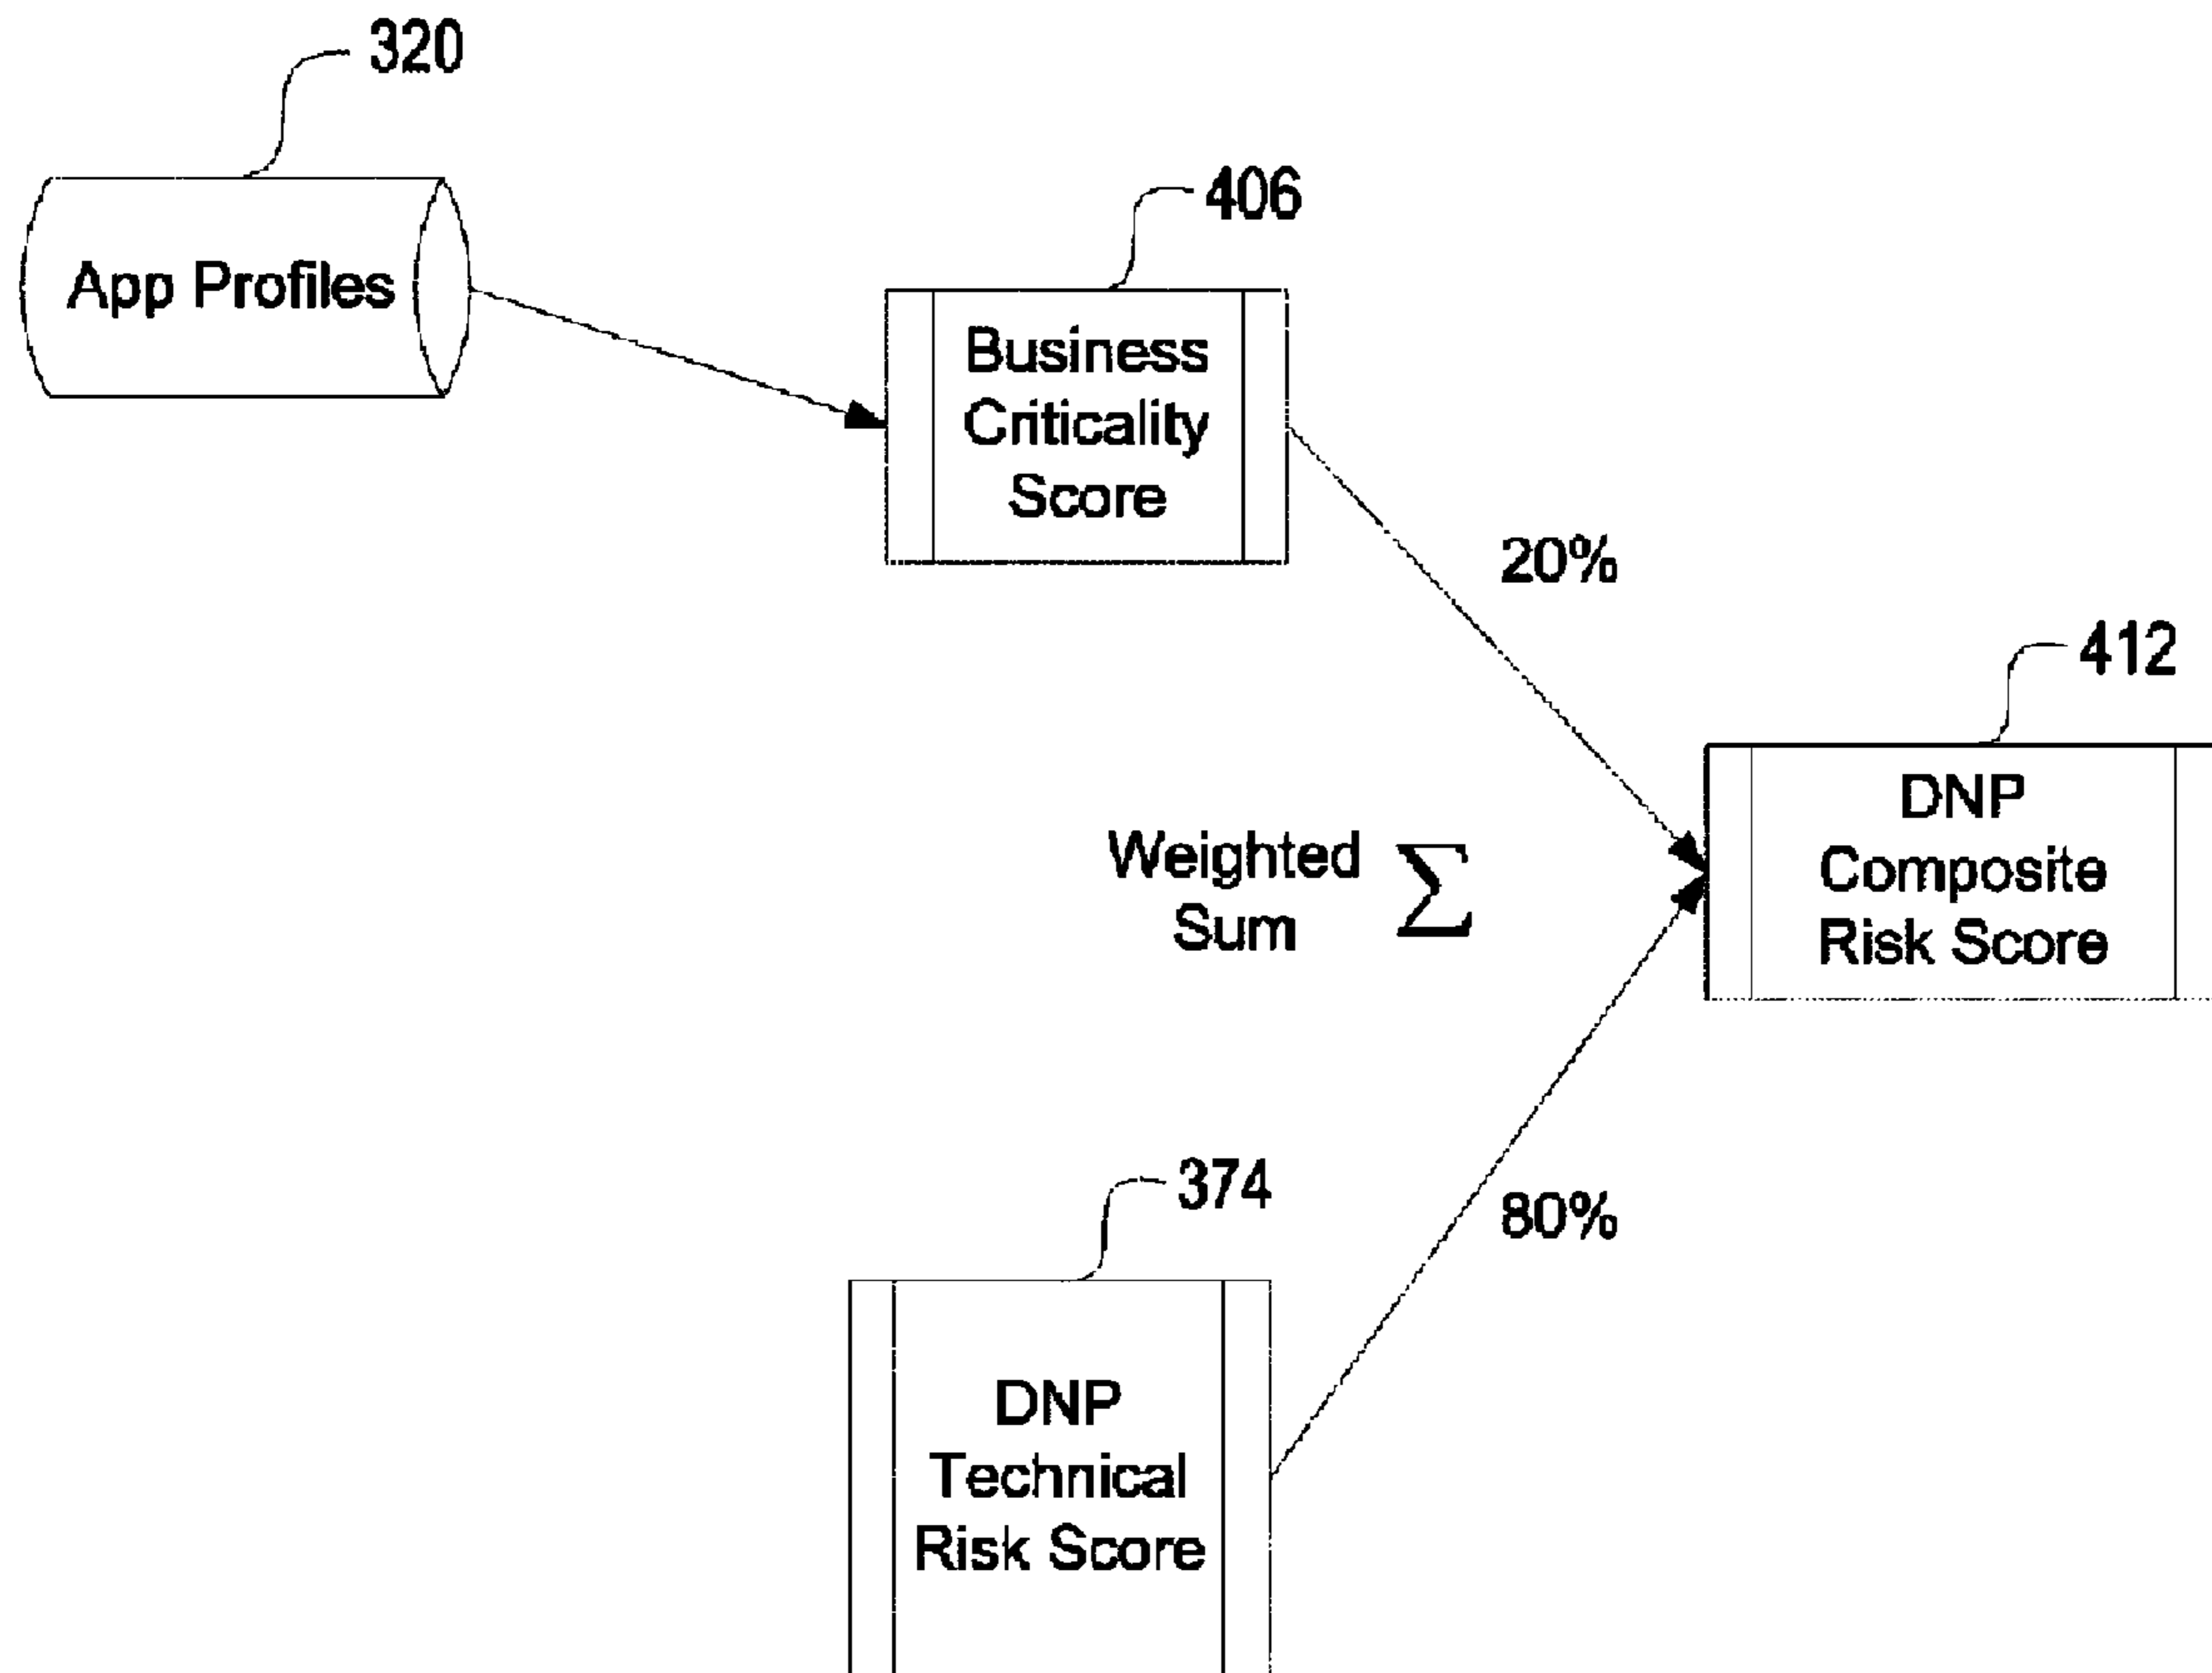 320
App Profiles
406
Business
Criticality
Score
20%
412
DNP
Composite
Risk Score
Weighted
Sum
Σ
374
80%
DNP
Technical
Risk Score